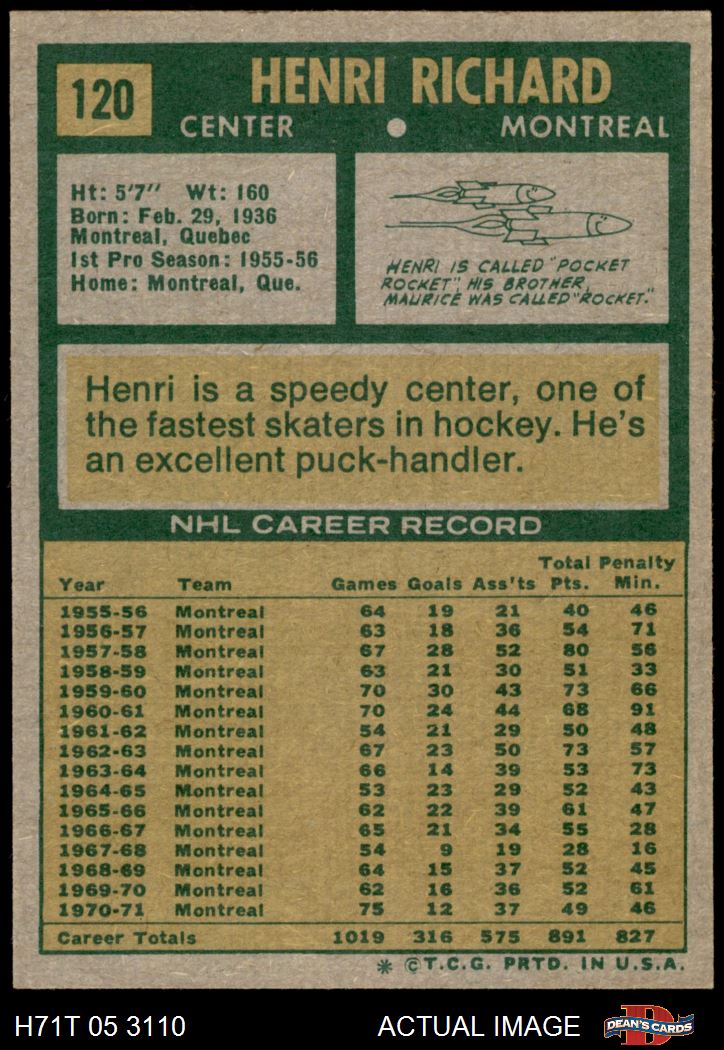 120
HENRI RICHARD
CENTER • MONTREAL
Ht: 5'7" Wt: 160
Born: Feb. 29, 1936
Montreal, Quebec
1st Pro Season: 1955-56
Home: Montreal, Que.
HENRI IS CALLED "POCKET
ROCKET". HIS BROTHER,
MAURICE WAS CALLED "ROCKET."
Henri is a speedy center, one of
the fastest skaters in hockey. He's
an excellent puck-handler.
NHL CAREER RECORD
Total Penalty
Year Team Games Goals Ass'ts Pts. Min.
1955-56 Montreal 64 19 21 40 46
1956-57 Montreal 63 18 36 54 71
1957-58 Montreal 67 28 52 80 56
1958-59 Montreal 63 21 30 51 33
1959-60 Montreal 70 30 43 73 66
1960-61 Montreal 70 24 44 68 91
1961-62 Montreal 54 21 29 50 48
1962-63 Montreal 67 23 50 73 57
1963-64 Montreal 66 14 39 53 73
1964-65 Montreal 53 23 29 52 43
1965-66 Montreal 62 22 39 61 47
1966-67 Montreal 65 21 34 55 28
1967-68 Montreal 54 9 19 28 16
1968-69 Montreal 64 15 37 52 45
1969-70 Montreal 62 16 36 52 61
1970-71 Montreal 75 12 37 49 46
Career Totals 1019 316 575 891 827
* ©T.C.G. PRTD. IN U.S.A.
H71T 05 3110 ACTUAL IMAGE
D
DEAN'S CARDS